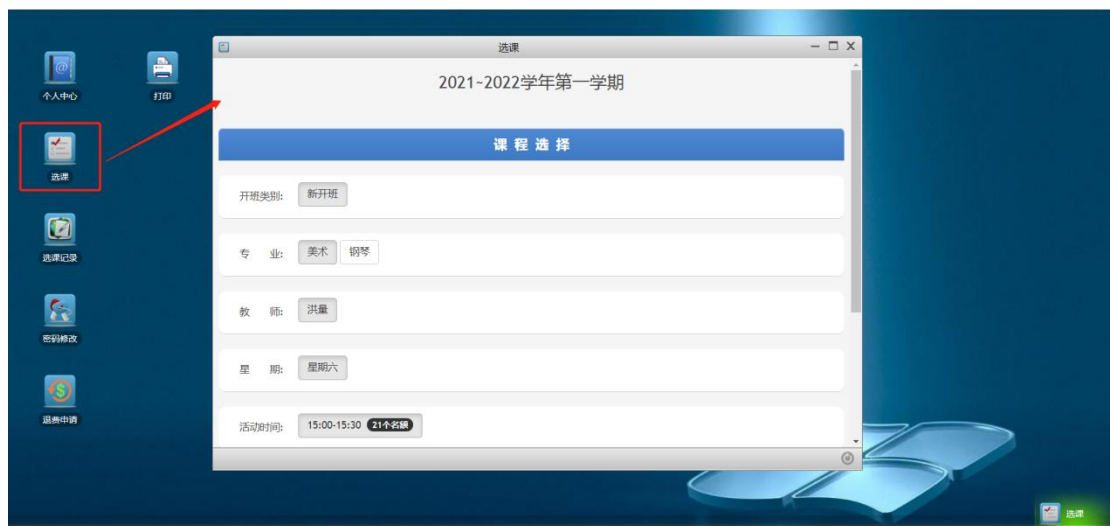 个人中心
打印
选课
选课记录
密码修改
退费申请
选课
2021~2022学年第一学期
课程选择
开班类别: 新开班
专 业: 美术 钢琴
教 师: 洪量
星 期: 星期六
活动时间: 15:00-15:30 21个名额
选课